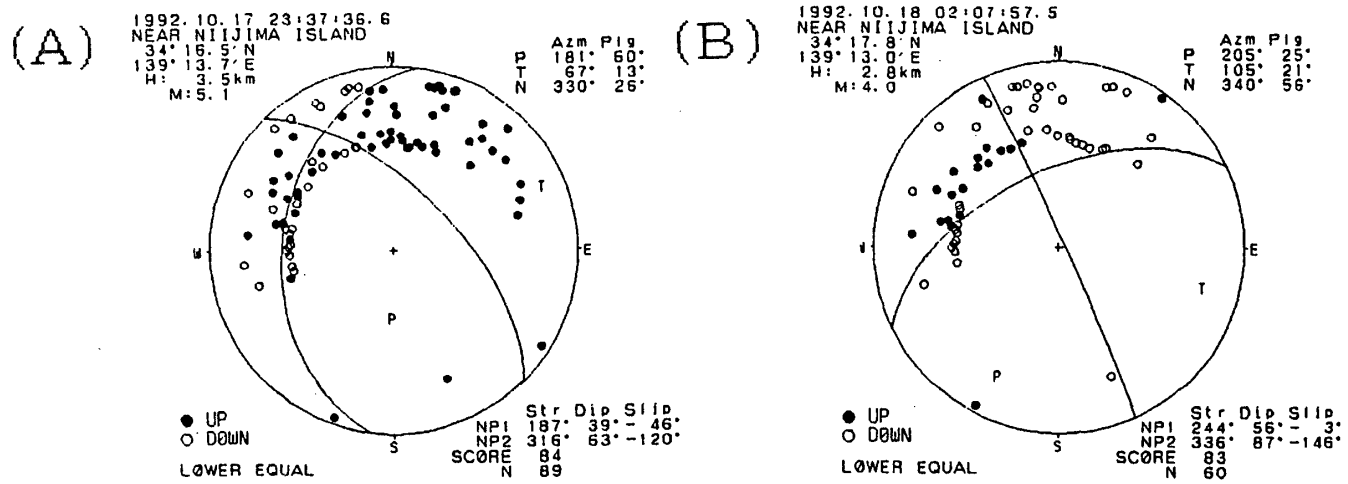 (A)
1992. 10. 17 23:37:36.6
NEAR NIIJIMA ISLAND
34° 16.5′N
139° 13.7′E
H: 3.5km
M: 5.1
Azm Plg
P 181° 60°
T 67° 13°
N 330° 26°
N
W
E
S
T
P
● UP
○ DØWN
LØWER EQUAL
Str Dip Slip
NP1 187° 39° - 46°
NP2 316° 63° -120°
SCØRE 84
N 89
(B)
1992. 10. 18 02:07:57.5
NEAR NIIJIMA ISLAND
34° 17.8′N
139° 13.0′E
H: 2.8km
M: 4.0
Azm Plg
P 205° 25°
T 105° 21°
N 340° 56°
N
W
E
S
T
P
● UP
○ DØWN
LØWER EQUAL
Str Dip Slip
NP1 244° 56° - 3°
NP2 336° 87° -146°
SCØRE 83
N 60